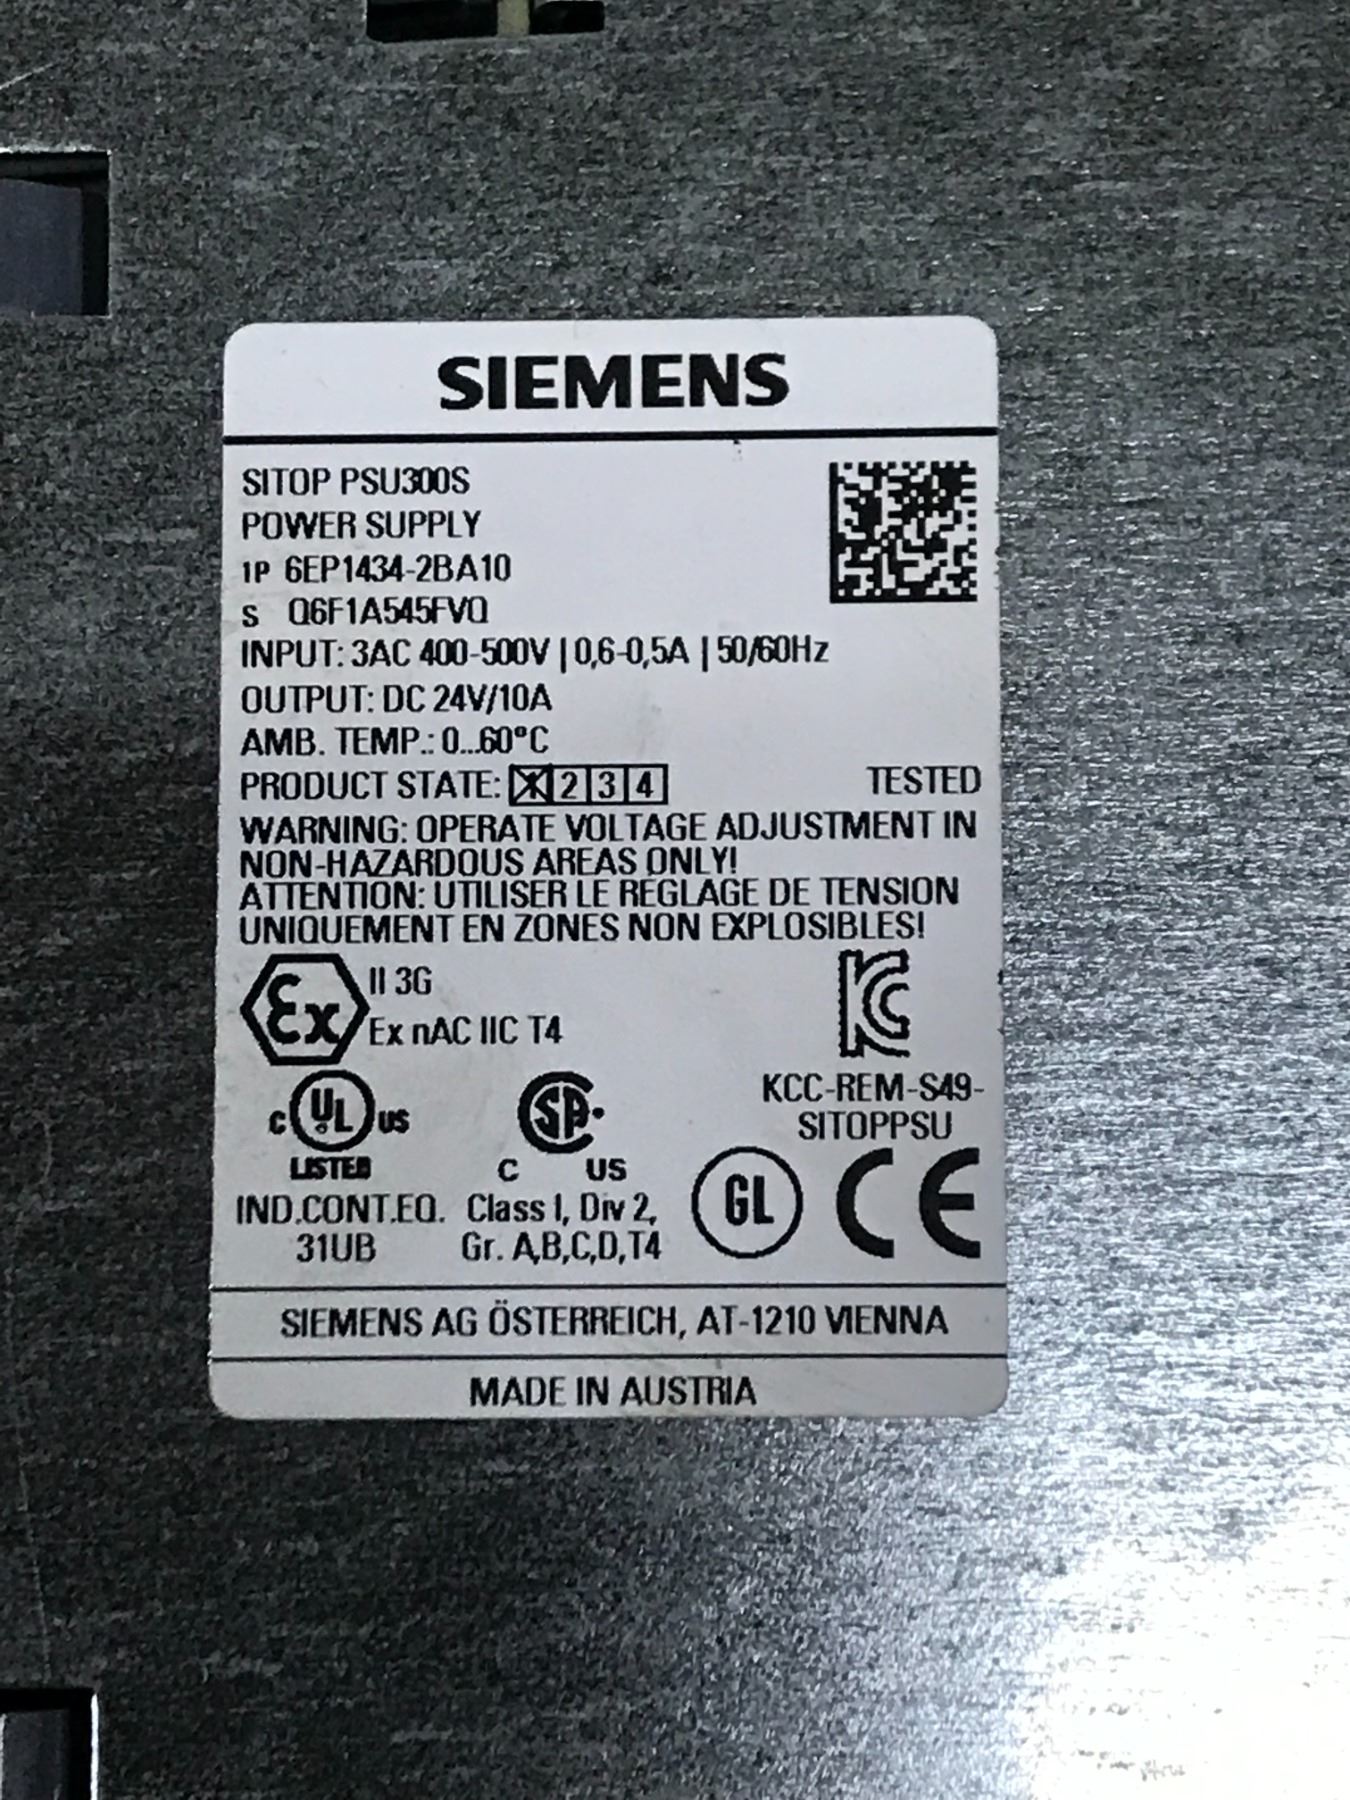 SIEMENS
SITOP PSU300S
POWER SUPPLY
1P 6EP1434-2BA10
S Q6F1A545FVQ
INPUT: 3AC 400-500V | 0,6-0,5A | 50/60Hz
OUTPUT: DC 24V/10A
AMB. TEMP.: 0...60°C
PRODUCT STATE: X 2 3 4 TESTED
WARNING: OPERATE VOLTAGE ADJUSTMENT IN
NON-HAZARDOUS AREAS ONLY!
ATTENTION: UTILISER LE REGLAGE DE TENSION
UNIQUEMENT EN ZONES NON EXPLOSIBLES!
Ex II 3G
Ex nAC IIC T4
KC
KCC-REM-S49-
SITOPPSU
c UL us
LISTED
IND.CONT.EQ.
31UB
SA
C US
Class I, Div 2,
Gr. A,B,C,D,T4
GL CE
SIEMENS AG ÖSTERREICH, AT-1210 VIENNA
MADE IN AUSTRIA